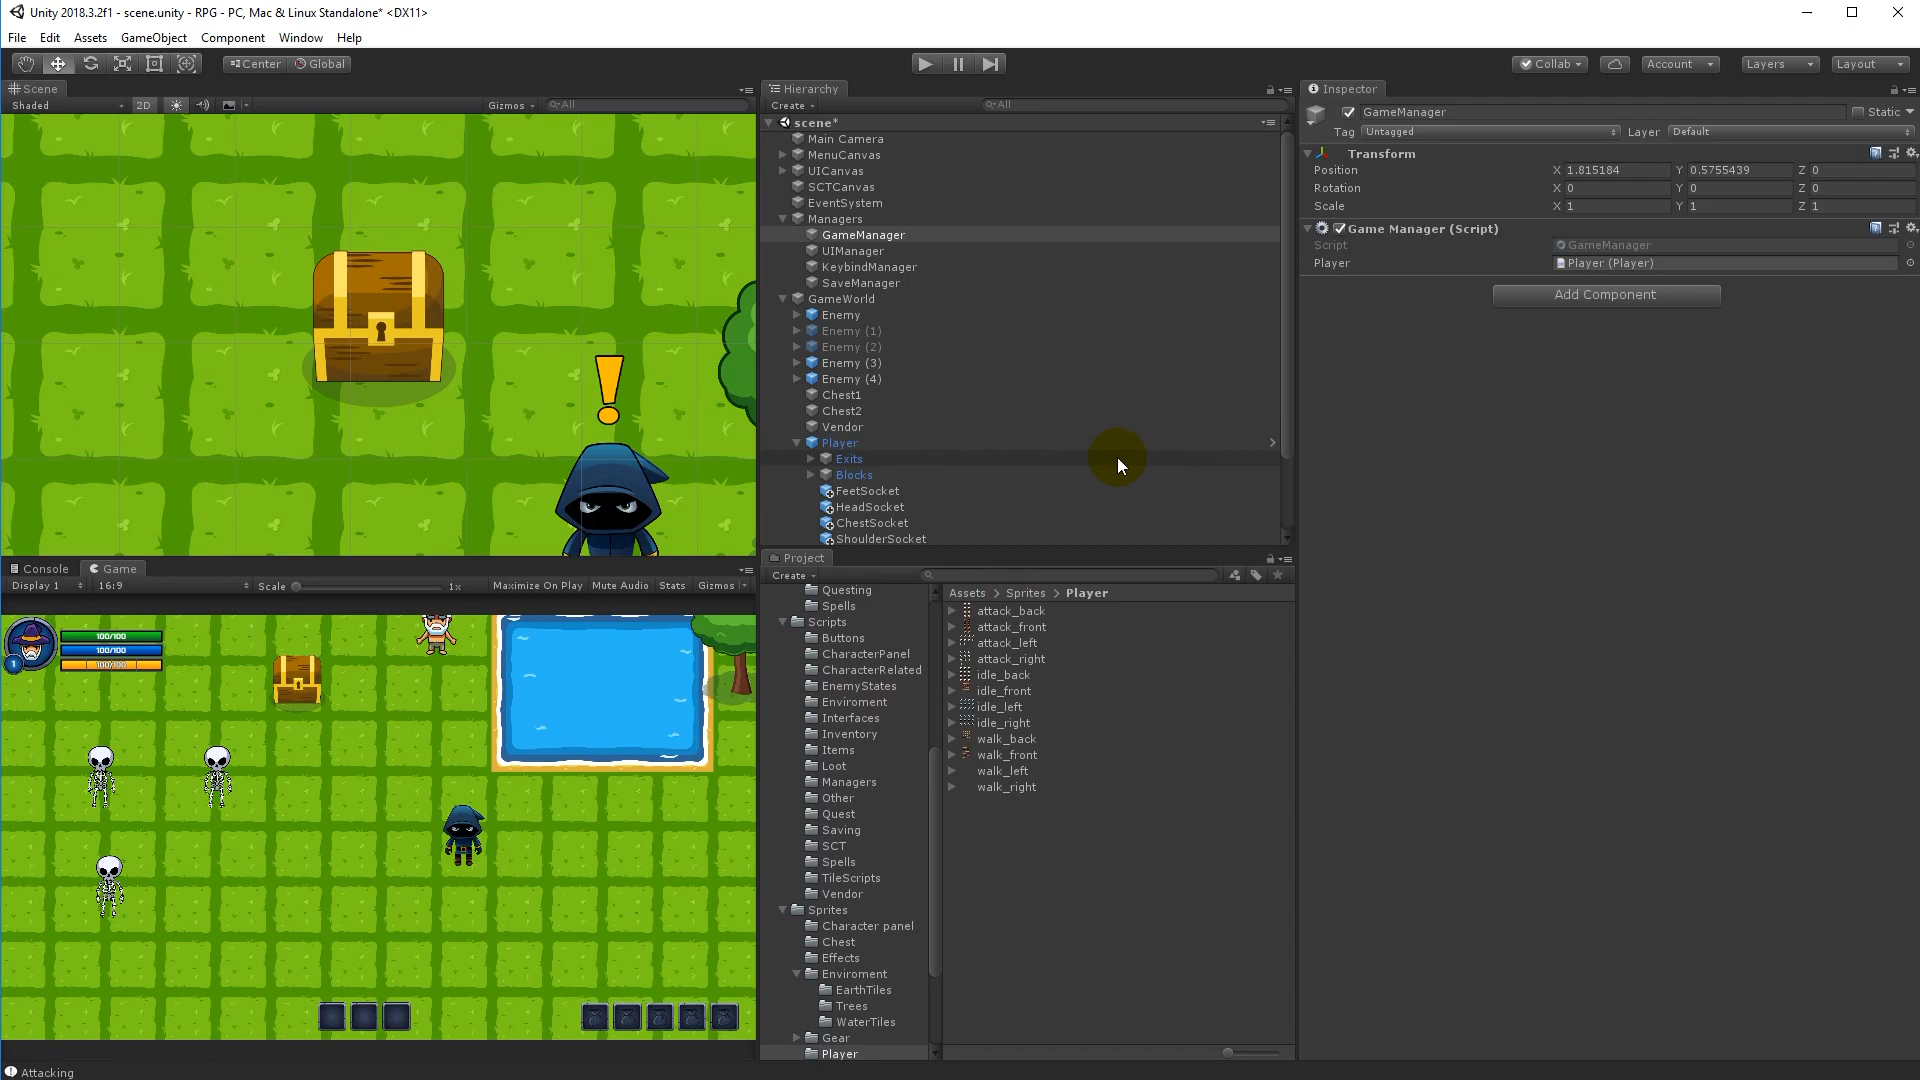 Unity 2018.3.2f1 - scene.unity - RPG - PC, Mac & Linux Standalone* <DX11>
File Edit Assets GameObject Component Window Help
Center Global Collab Account Layers Layout
Scene
Shaded 2D Gizmos All
Hierarchy
Create All
scene*
Main Camera
MenuCanvas
UICanvas
SCTCanvas
EventSystem
Managers
GameManager
UIManager
KeybindManager
SaveManager
GameWorld
Enemy
Enemy (1)
Enemy (2)
Enemy (3)
Enemy (4)
Chest1
Chest2
Vendor
Player
Exits
Blocks
FeetSocket
HeadSocket
ChestSocket
ShoulderSocket
Inspector
GameManager Static
Tag Untagged Layer Default
Transform
Position X 1.815184 Y 0.5755439 Z 0
Rotation X 0 Y 0 Z 0
Scale X 1 Y 1 Z 1
Game Manager (Script)
Script GameManager
Player Player (Player)
Add Component
Console Game
Display 1 16:9 Scale 1x Maximize On Play Mute Audio Stats Gizmos
100/100
100/100
100/100
1
Project
Create
Questing
Spells
Scripts
Buttons
CharacterPanel
CharacterRelated
EnemyStates
Enviroment
Interfaces
Inventory
Items
Loot
Managers
Other
Quest
Saving
SCT
Spells
TileScripts
Vendor
Sprites
Character panel
Chest
Effects
Enviroment
EarthTiles
Trees
WaterTiles
Gear
Player
Assets > Sprites > Player
attack_back
attack_front
attack_left
attack_right
idle_back
idle_front
idle_left
idle_right
walk_back
walk_front
walk_left
walk_right
Attacking